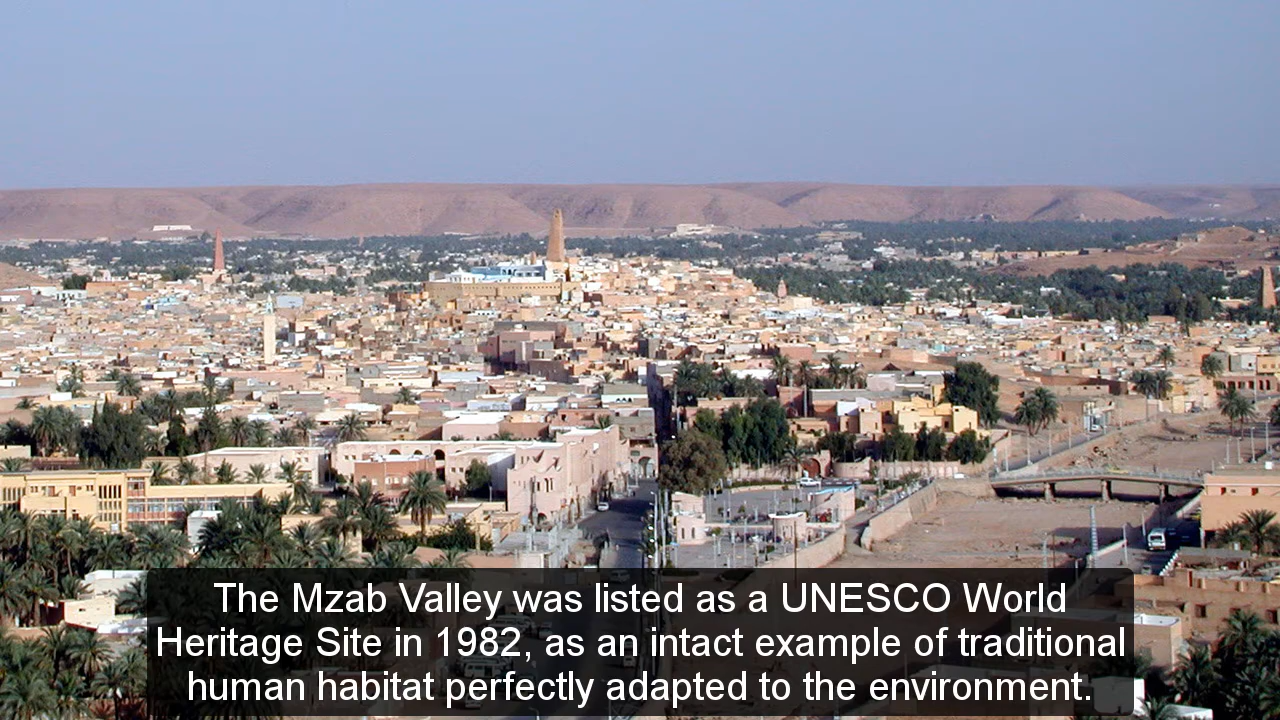 The Mzab Valley was listed as a UNESCO World
Heritage Site in 1982, as an intact example of traditional
human habitat perfectly adapted to the environment.